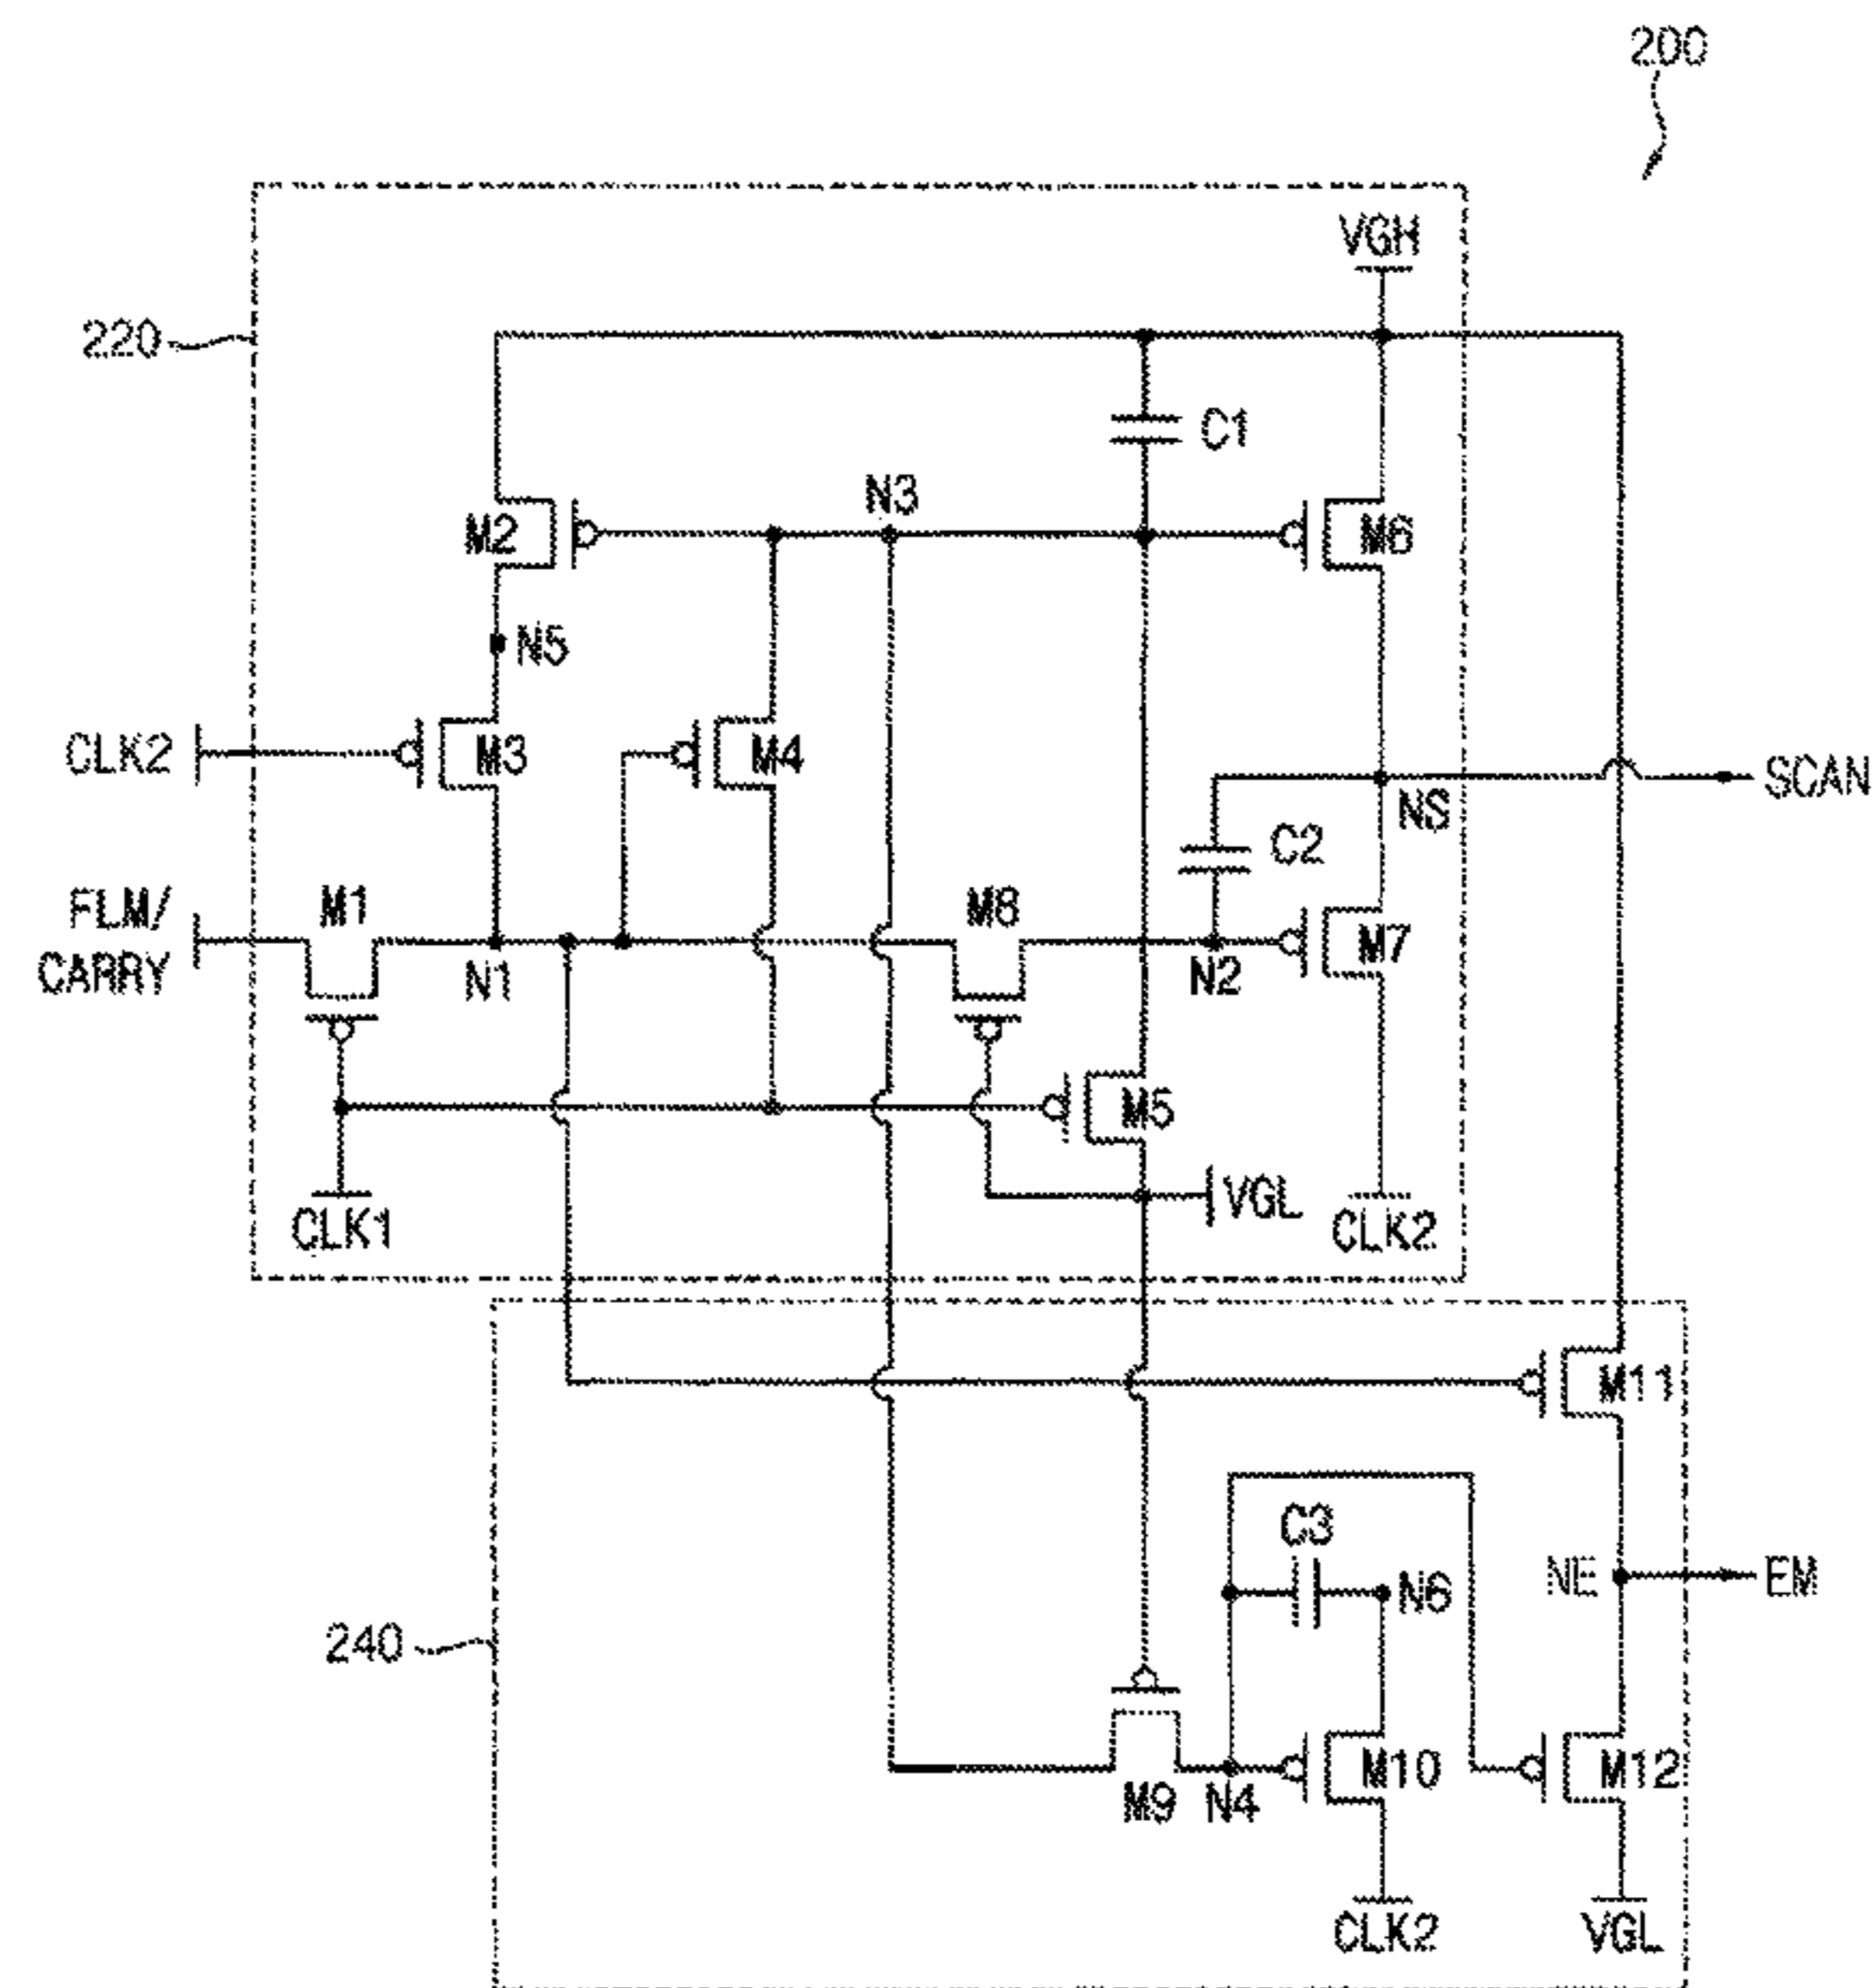 200
VGH
220
C1
N3
M2
M6
N5
CLK2
M3
M4
SCAN
NS
C2
FLM/
CARRY
M1
M8
M7
N1
N2
M5
VGL
CLK1
CLK2
M11
C3
NE
EM
N6
240
M9
N4
M10
M12
CLK2
VGL